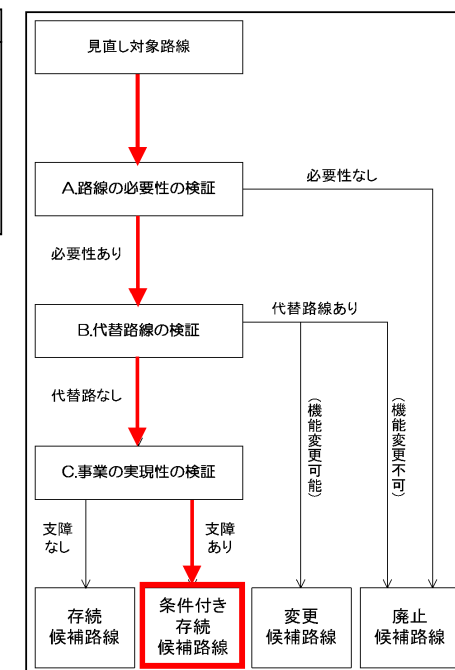 見直し対象路線
A.路線の必要性の検証
必要性なし
必要性あり
B.代替路線の検証
代替路線あり
代替路なし
(機能変更可能)
(機能変更不可)
C.事業の実現性の検証
支障
なし
支障
あり
存続
候補路線
条件付き
存続
候補路線
変更
候補路線
廃止
候補路線